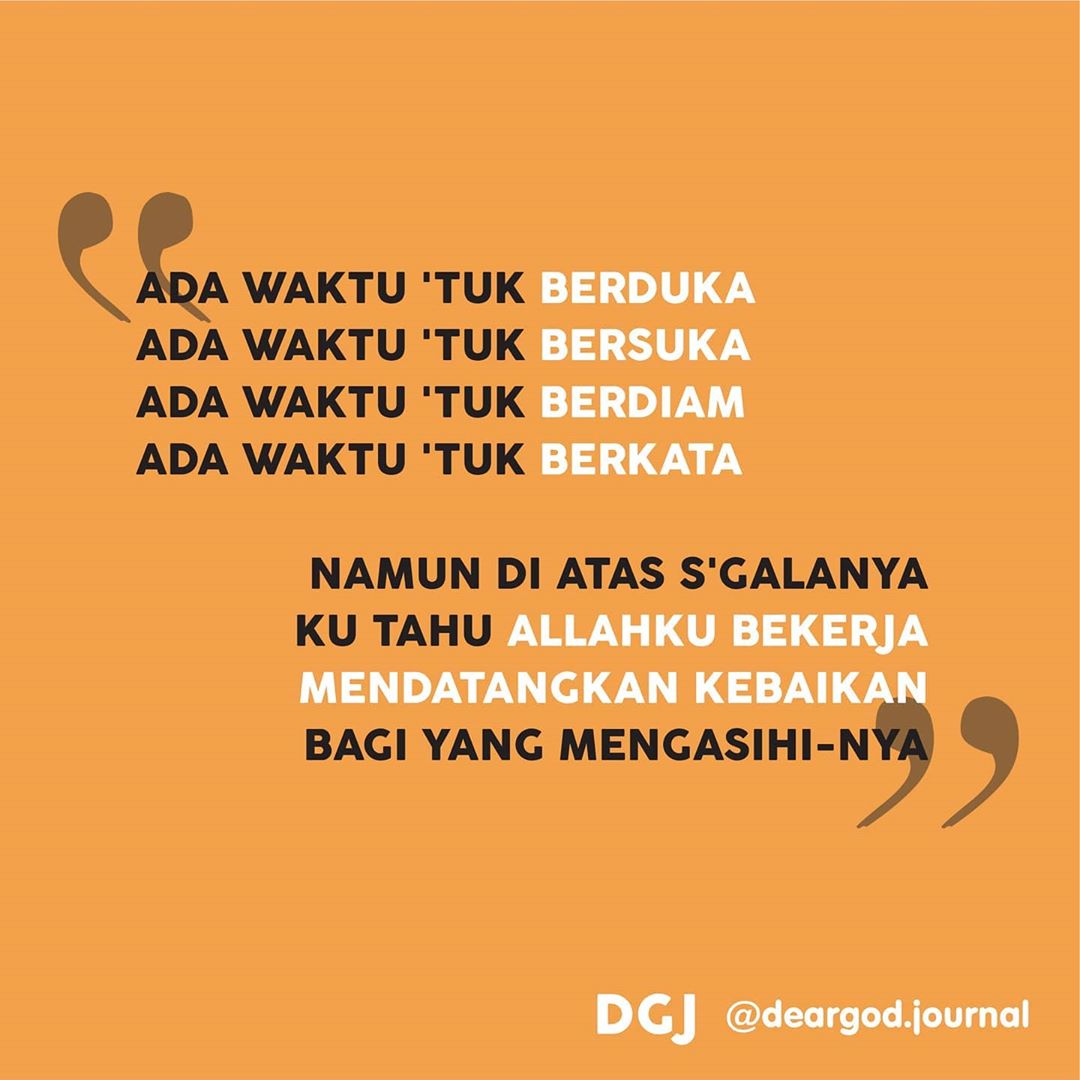 ADA WAKTU 'TUK BERDUKA
ADA WAKTU 'TUK BERSUKA
ADA WAKTU 'TUK BERDIAM
ADA WAKTU 'TUK BERKATA
NAMUN DI ATAS S'GALANYA
KU TAHU ALLAHKU BEKERJA
MENDATANGKAN KEBAIKAN
BAGI YANG MENGASIHI-NYA
DGJ @deargod.journal